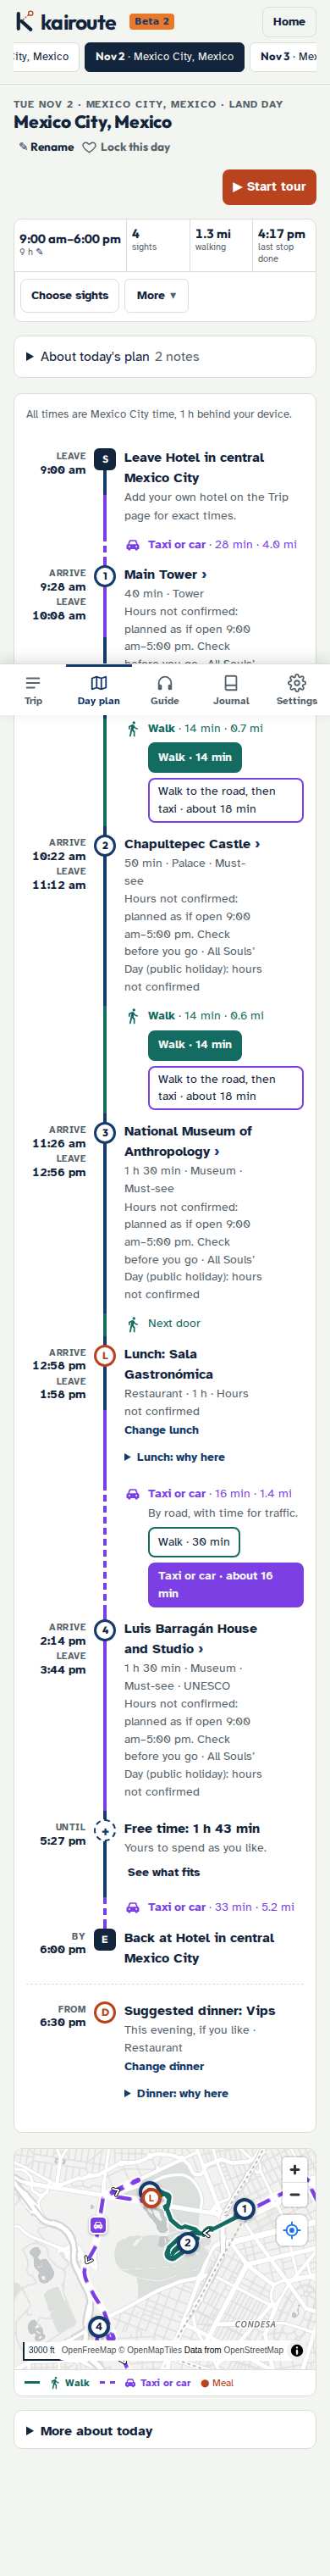 kairoute Beta 2 Home
ity, Mexico Nov 2 · Mexico City, Mexico Nov 3 · Mex
TUE NOV 2 · MEXICO CITY, MEXICO · LAND DAY
Mexico City, Mexico
✎ Rename Lock this day
▶ Start tour
9:00 am–6:00 pm
9 h ✎
4
sights
1.3 mi
walking
4:17 pm
last stop
done
Choose sights More ▾
▶ About today's plan 2 notes
All times are Mexico City time, 1 h behind your device.
LEAVE
9:00 am
S
Leave Hotel in central
Mexico City
Add your own hotel on the Trip
page for exact times.
Taxi or car · 28 min · 4.0 mi
ARRIVE
9:28 am
LEAVE
10:08 am
1
Main Tower ›
40 min · Tower
Hours not confirmed:
planned as if open 9:00
am–5:00 pm. Check
Trip Day plan Guide Journal Settings
Walk · 14 min · 0.7 mi
Walk · 14 min
Walk to the road, then
taxi · about 18 min
ARRIVE
10:22 am
LEAVE
11:12 am
2
Chapultepec Castle ›
50 min · Palace · Must-
see
Hours not confirmed:
planned as if open 9:00
am–5:00 pm. Check
before you go · All Souls'
Day (public holiday): hours
not confirmed
Walk · 14 min · 0.6 mi
Walk · 14 min
Walk to the road, then
taxi · about 18 min
ARRIVE
11:26 am
LEAVE
12:56 pm
3
National Museum of
Anthropology ›
1 h 30 min · Museum ·
Must-see
Hours not confirmed:
planned as if open 9:00
am–5:00 pm. Check
before you go · All Souls'
Day (public holiday): hours
not confirmed
Next door
ARRIVE
12:58 pm
LEAVE
1:58 pm
L
Lunch: Sala
Gastronómica
Restaurant · 1 h · Hours
not confirmed
Change lunch
▶ Lunch: why here
Taxi or car · 16 min · 1.4 mi
By road, with time for traffic.
Walk · 30 min
Taxi or car · about 16
min
ARRIVE
2:14 pm
LEAVE
3:44 pm
4
Luis Barragán House
and Studio ›
1 h 30 min · Museum ·
Must-see · UNESCO
Hours not confirmed:
planned as if open 9:00
am–5:00 pm. Check
before you go · All Souls'
Day (public holiday): hours
not confirmed
UNTIL
5:27 pm
+
Free time: 1 h 43 min
Yours to spend as you like.
See what fits
Taxi or car · 33 min · 5.2 mi
BY
6:00 pm
E
Back at Hotel in central
Mexico City
FROM
6:30 pm
D
Suggested dinner: Vips
This evening, if you like ·
Restaurant
Change dinner
▶ Dinner: why here
L
1
2
4
+
−
CONDESA
3000 ft OpenFreeMap © OpenMapTiles Data from OpenStreetMap
Walk Taxi or car Meal
▶ More about today